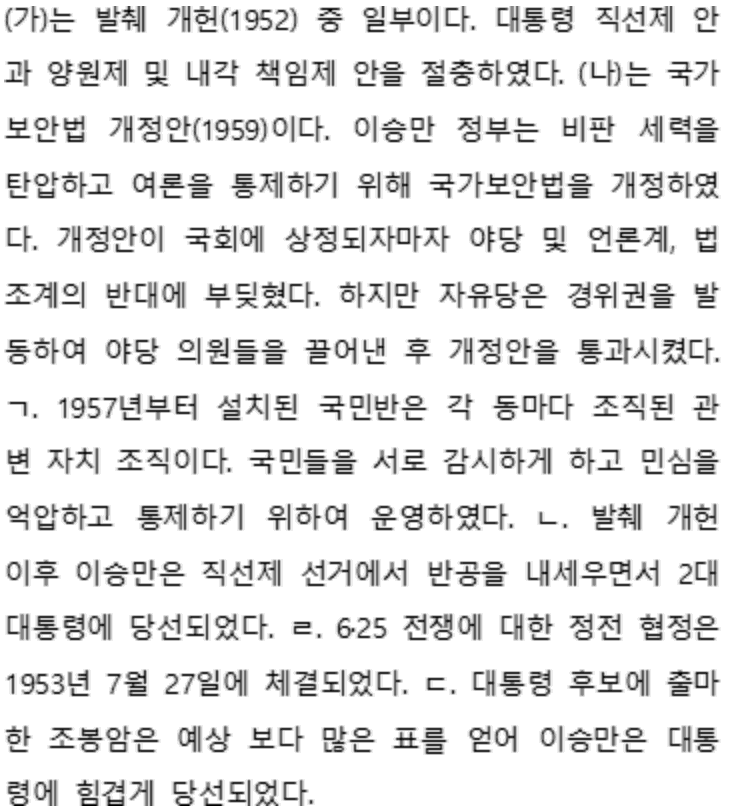 (가)는 발췌 개헌(1952) 중 일부이다. 대통령 직선제 안
과 양원제 및 내각 책임제 안을 절충하였다. (나)는 국가
보안법 개정안(1959)이다. 이승만 정부는 비판 세력을
탄압하고 여론을 통제하기 위해 국가보안법을 개정하였
다. 개정안이 국회에 상정되자마자 야당 및 언론계, 법
조계의 반대에 부딪혔다. 하지만 자유당은 경위권을 발
동하여 야당 의원들을 끌어낸 후 개정안을 통과시켰다.
ㄱ. 1957년부터 설치된 국민반은 각 동마다 조직된 관
변 자치 조직이다. 국민들을 서로 감시하게 하고 민심을
억압하고 통제하기 위하여 운영하였다. ㄴ. 발췌 개헌
이후 이승만은 직선제 선거에서 반공을 내세우면서 2대
대통령에 당선되었다. ㄹ. 6·25 전쟁에 대한 정전 협정은
1953년 7월 27일에 체결되었다. ㄷ. 대통령 후보에 출마
한 조봉암은 예상 보다 많은 표를 얻어 이승만은 대통
령에 힘겹게 당선되었다.